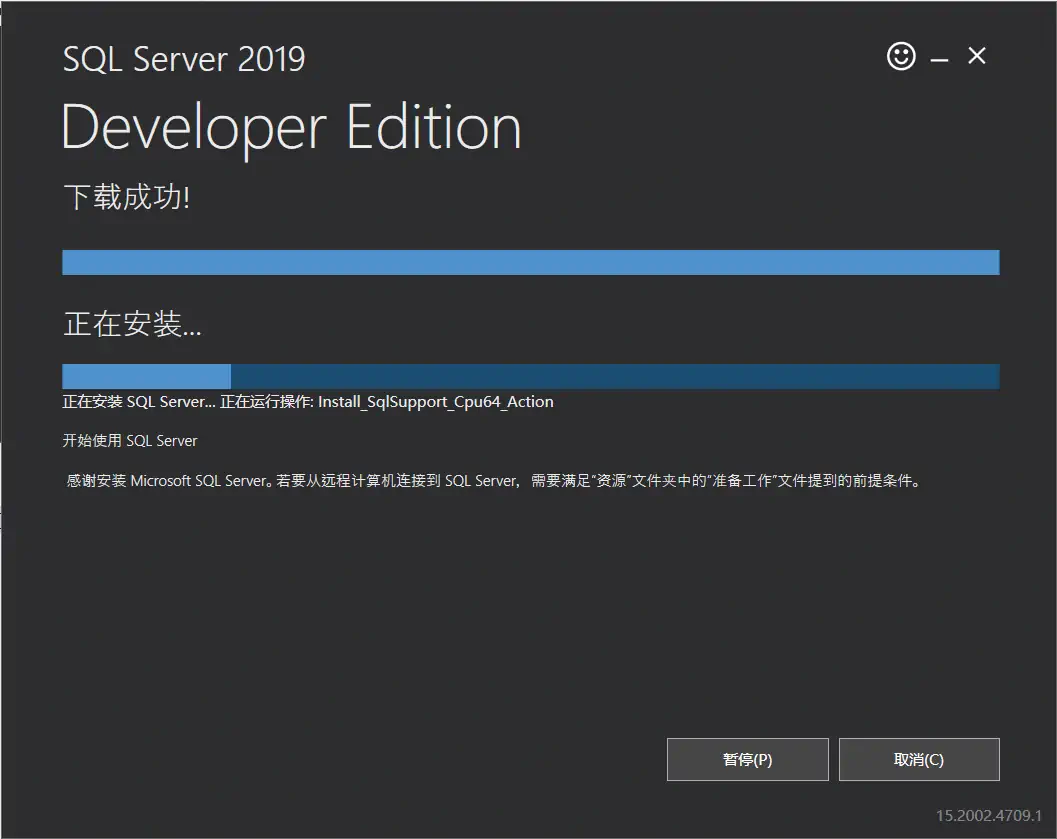 SQL Server 2019
Developer Edition
下载成功!
正在安装...
正在安装 SQL Server... 正在运行操作: Install_SqlSupport_Cpu64_Action
开始使用 SQL Server
感谢安装 Microsoft SQL Server。若要从远程计算机连接到 SQL Server，需要满足"资源"文件夹中的"准备工作"文件提到的前提条件。
暂停(P)
取消(C)
15.2002.4709.1